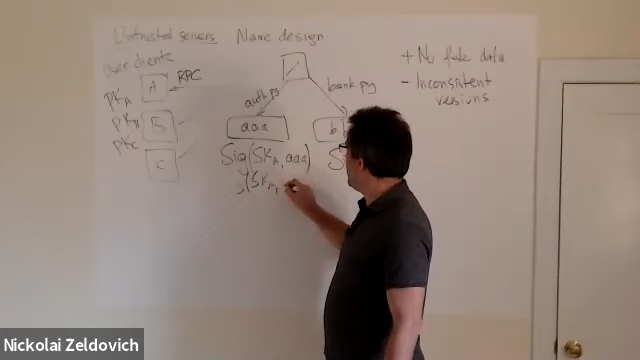 Untrusted servers Naive design
+ No fake data
- Inconsistent
versions
user clients
RPC
PKA
A
PKB
B
PKC
C
/
auth.py
bank.py
aaa
b
Sig(SKA, aaa)
S
Nickolai Zeldovich